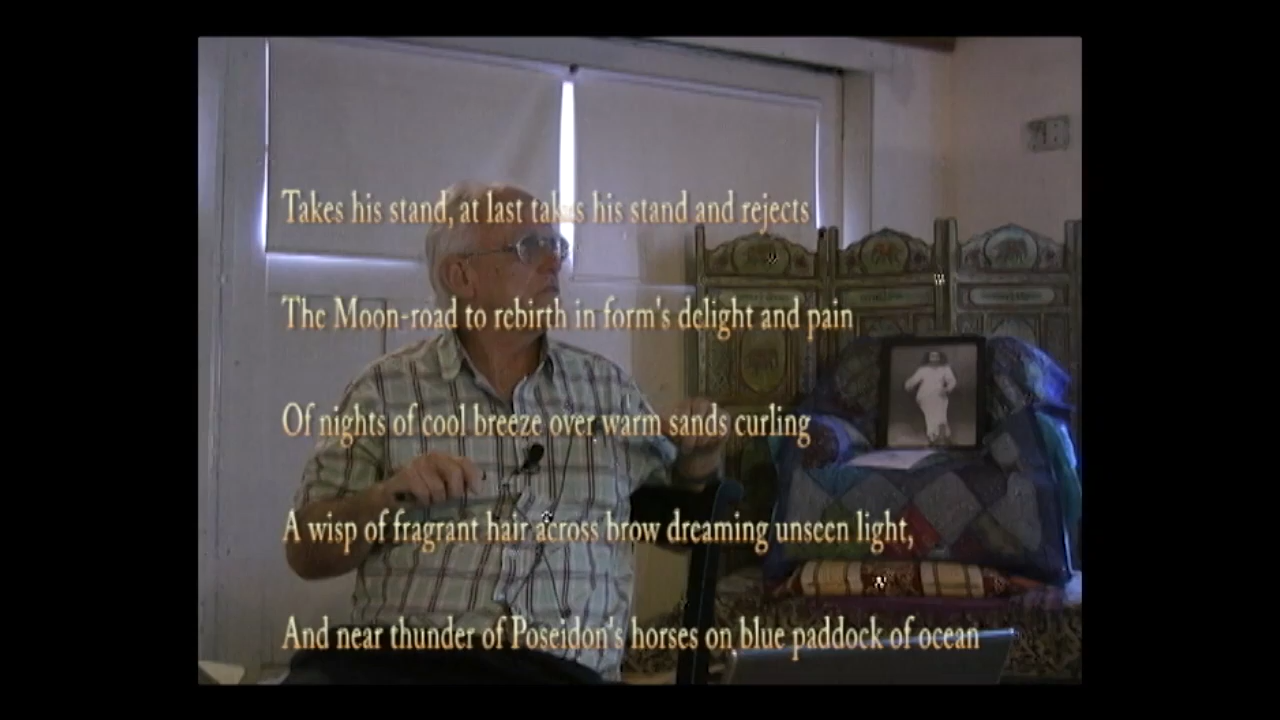 Takes his stand, at last takes his stand and rejects
The Moon-road to rebirth in form's delight and pain
Of nights of cool breeze over warm sands curling
A wisp of fragrant hair across brow dreaming unseen light,
And near thunder of Poseidon's horses on blue paddock of ocean